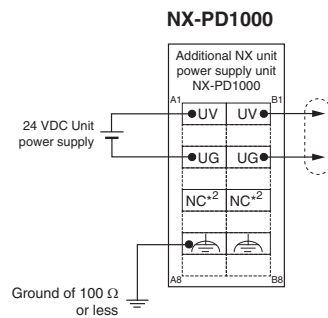 NX-PD1000
Additional NX unit
power supply unit
NX-PD1000
A1 B1
UV UV
24 VDC Unit
power supply
UG UG
NC*2 NC*2
A8 B8
Ground of 100 Ω
or less